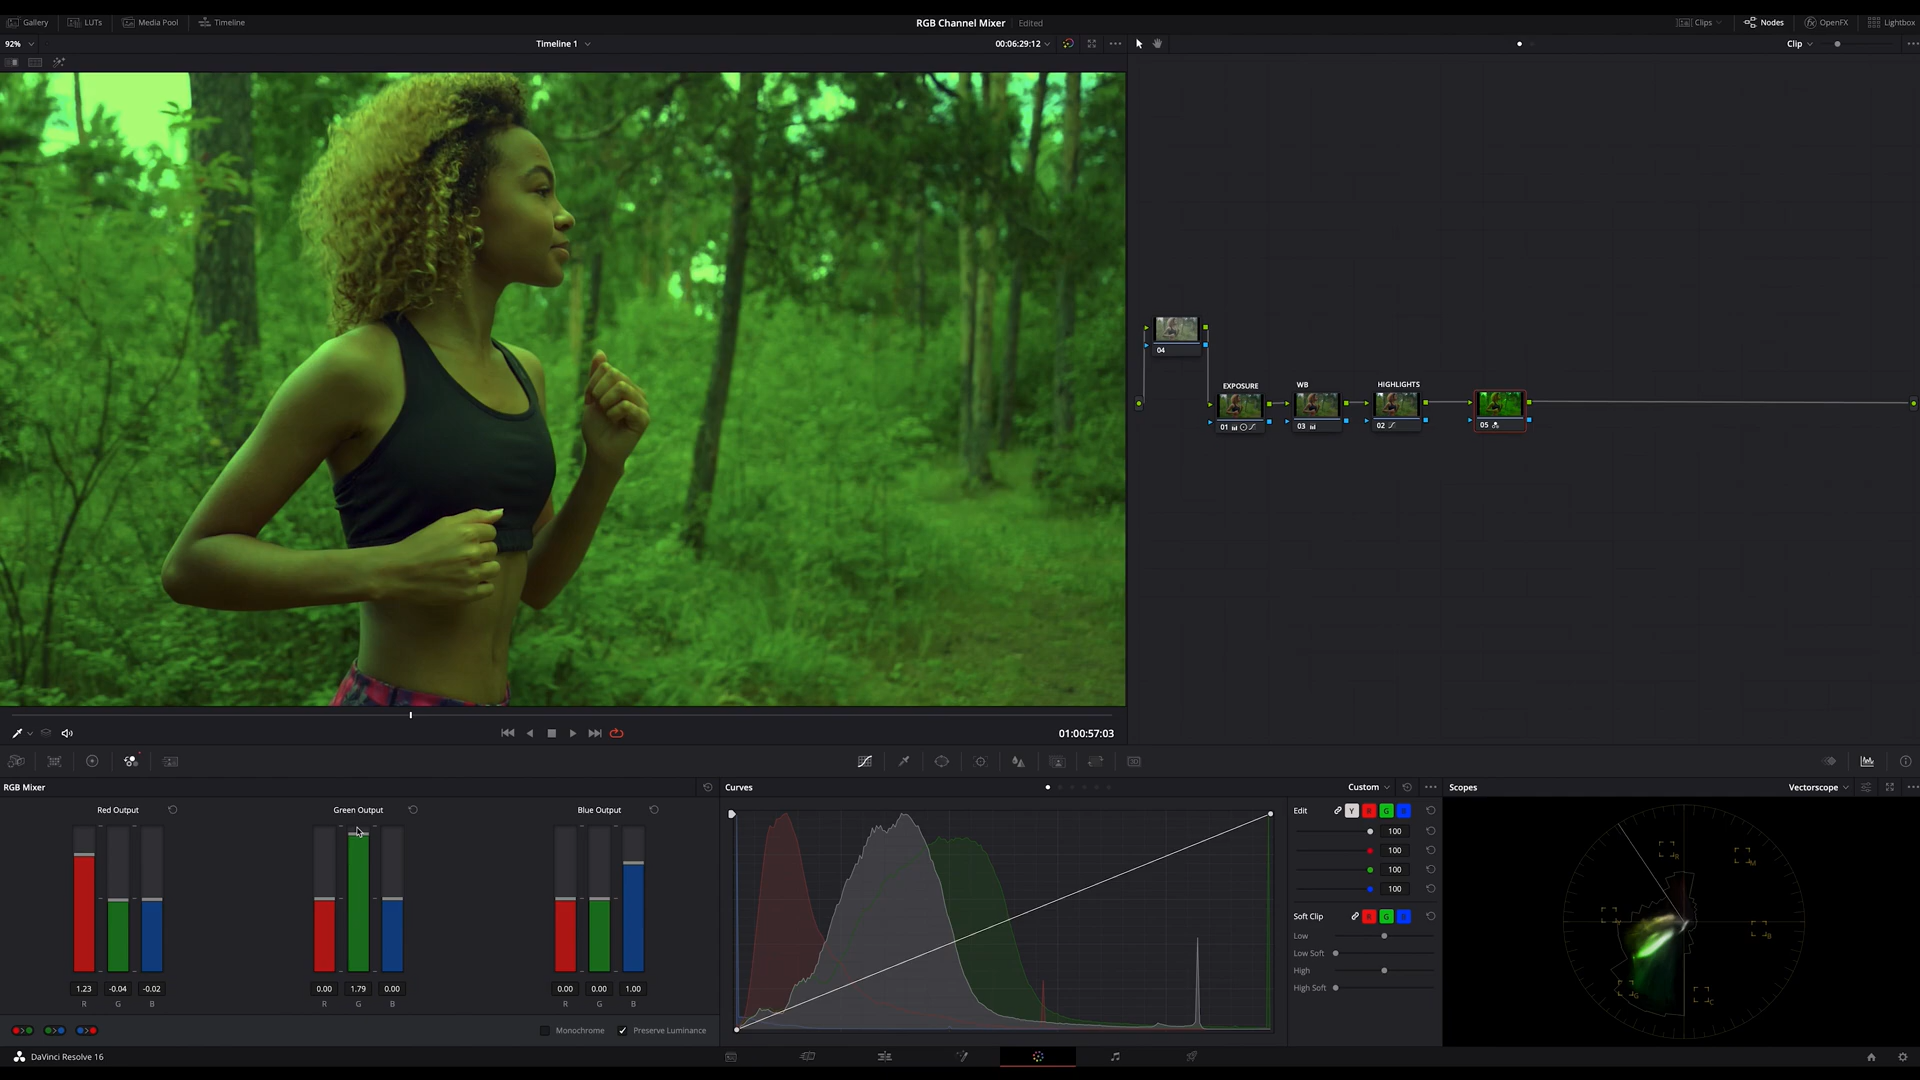 Gallery LUTs Media Pool Timeline RGB Channel Mixer Edited Clips Nodes OpenFX Lightbox
92% Timeline 1 00:06:29:12 Clip
04
EXPOSURE WB HIGHLIGHTS
01 03 02 05
01:00:57:03
RGB Mixer Curves Custom Scopes Vectorscope
Red Output Green Output Blue Output Edit Y R G B
100
100
100
100
Soft Clip R G B
Low
Low Soft
High
High Soft
1.23 -0.04 -0.02 0.00 1.79 0.00 0.00 0.00 1.00
R G B R G B R G B
R M B C G
Monochrome Preserve Luminance
DaVinci Resolve 16